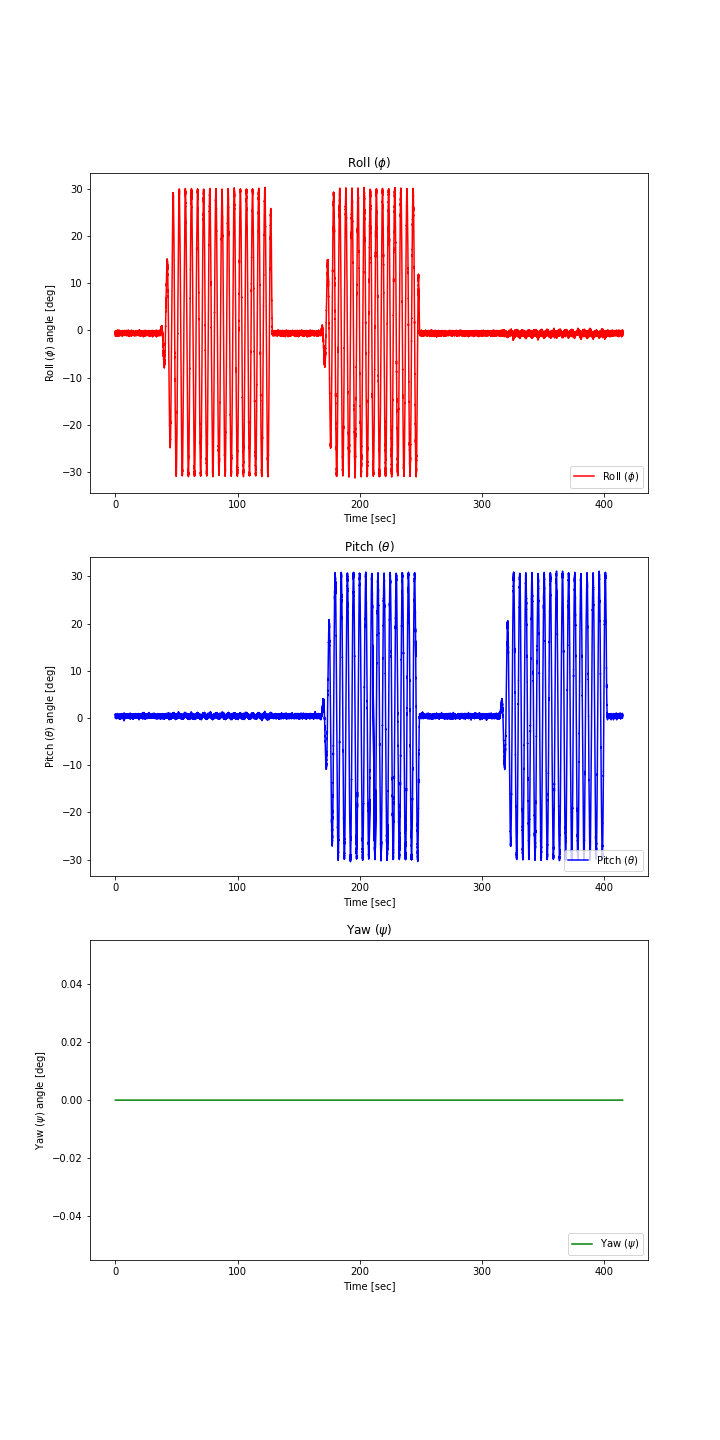 Roll (ϕ)
Roll (ϕ) angle [deg]
30
20
10
0
−10
−20
−30
Roll (ϕ)
0 100 200 300 400
Time [sec]
Pitch (θ)
Pitch (θ) angle [deg]
30
20
10
0
−10
−20
−30
Pitch (θ)
0 100 200 300 400
Time [sec]
Yaw (ψ)
Yaw (ψ) angle [deg]
0.04
0.02
0.00
−0.02
−0.04
Yaw (ψ)
0 100 200 300 400
Time [sec]